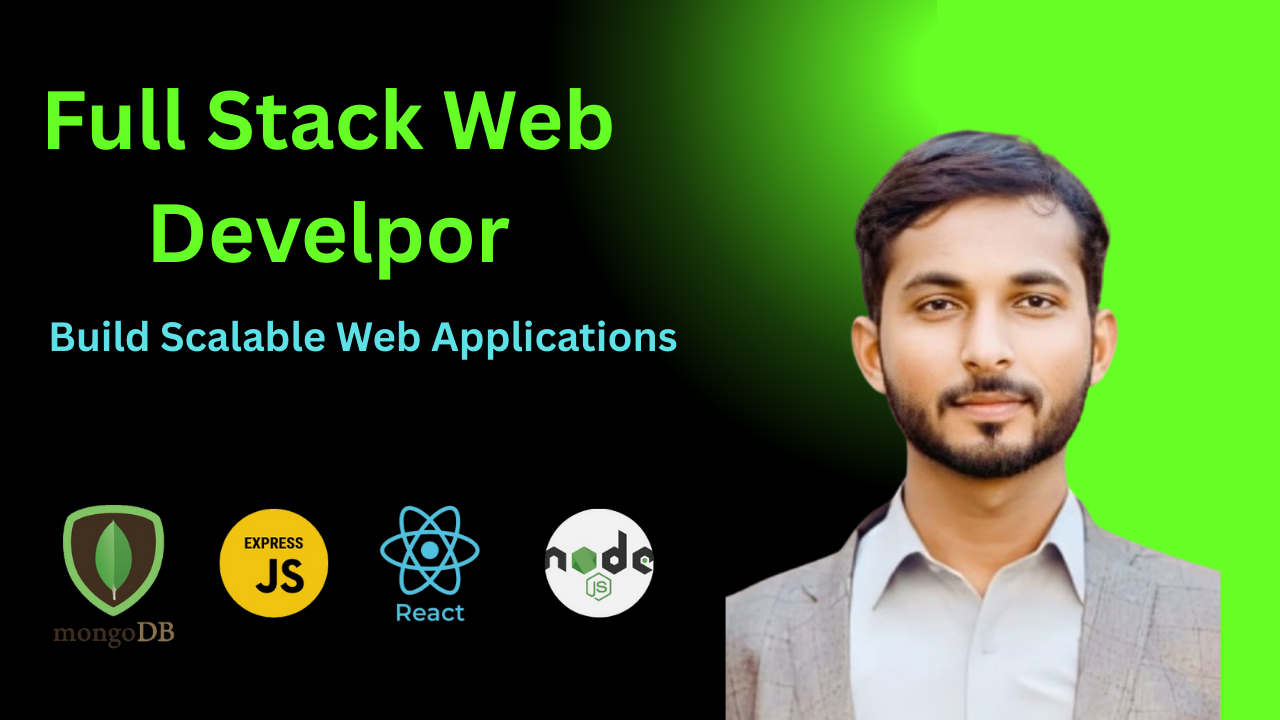 Full Stack Web
Develpor
Build Scalable Web Applications
mongoDB
EXPRESS
JS
React
node
JS